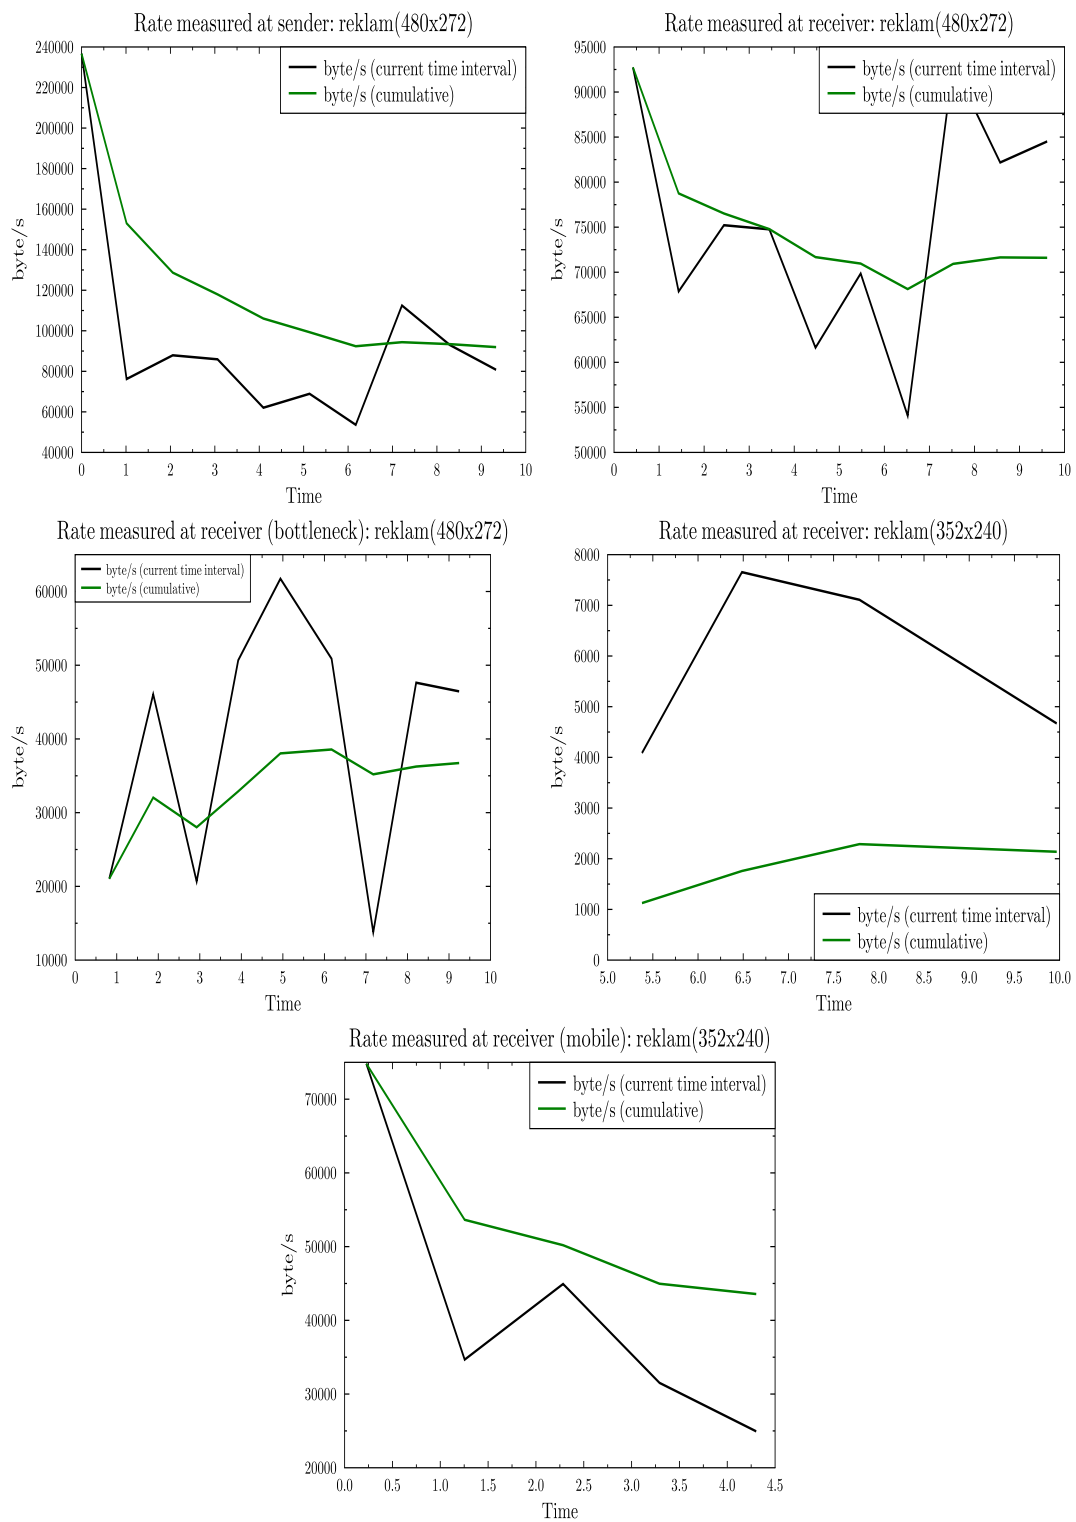 Rate measured at sender: reklam(480x272)
byte/s (current time interval)
byte/s (cumulative)
240000
220000
200000
180000
160000
140000
120000
100000
80000
60000
40000
byte/s
0 1 2 3 4 5 6 7 8 9 10
Time
Rate measured at receiver: reklam(480x272)
byte/s (current time interval)
byte/s (cumulative)
95000
90000
85000
80000
75000
70000
65000
60000
55000
50000
byte/s
0 1 2 3 4 5 6 7 8 9 10
Time
Rate measured at receiver (bottleneck): reklam(480x272)
byte/s (current time interval)
byte/s (cumulative)
60000
50000
40000
30000
20000
10000
byte/s
0 1 2 3 4 5 6 7 8 9 10
Time
Rate measured at receiver: reklam(352x240)
8000
7000
6000
5000
4000
3000
2000
1000
0
byte/s
byte/s (current time interval)
byte/s (cumulative)
5.0 5.5 6.0 6.5 7.0 7.5 8.0 8.5 9.0 9.5 10.0
Time
Rate measured at receiver (mobile): reklam(352x240)
byte/s (current time interval)
byte/s (cumulative)
70000
60000
50000
40000
30000
20000
byte/s
0.0 0.5 1.0 1.5 2.0 2.5 3.0 3.5 4.0 4.5
Time